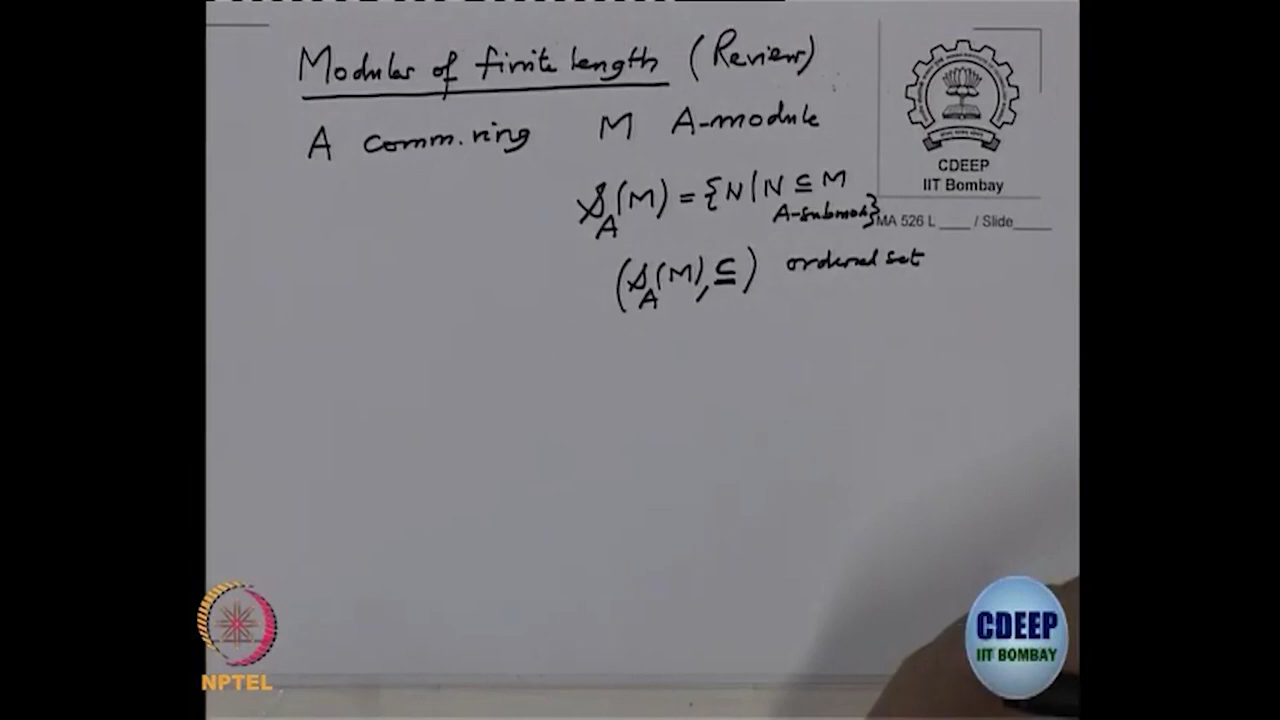 Modules of finite length (Review)
A comm. ring M A-module
S_A(M) = {N | N ⊆ M
A-submod}
(S_A(M), ⊆) ordered set
CDEEP
IIT Bombay
MA 526 L ____ / Slide____
NPTEL
CDEEP
IIT BOMBAY